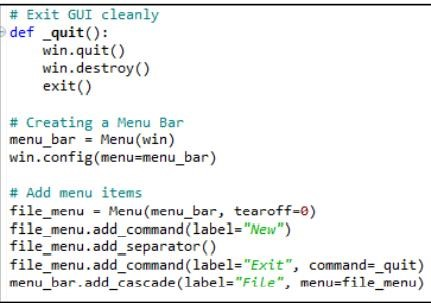 # Exit GUI cleanly
def _quit():
    win.quit()
    win.destroy()
    exit()

# Creating a Menu Bar
menu_bar = Menu(win)
win.config(menu=menu_bar)

# Add menu items
file_menu = Menu(menu_bar, tearoff=0)
file_menu.add_command(label="New")
file_menu.add_separator()
file_menu.add_command(label="Exit", command=_quit)
menu_bar.add_cascade(label="File", menu=file_menu)